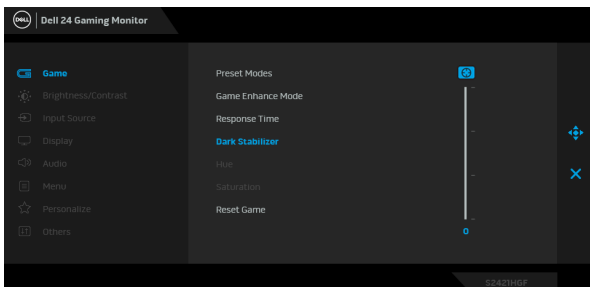 DELL Dell 24 Gaming Monitor
Game
Brightness/Contrast
Input Source
Display
Audio
Menu
Personalize
Others
Preset Modes
Game Enhance Mode
Response Time
Dark Stabilizer
Hue
Saturation
Reset Game
0
S2421HGF